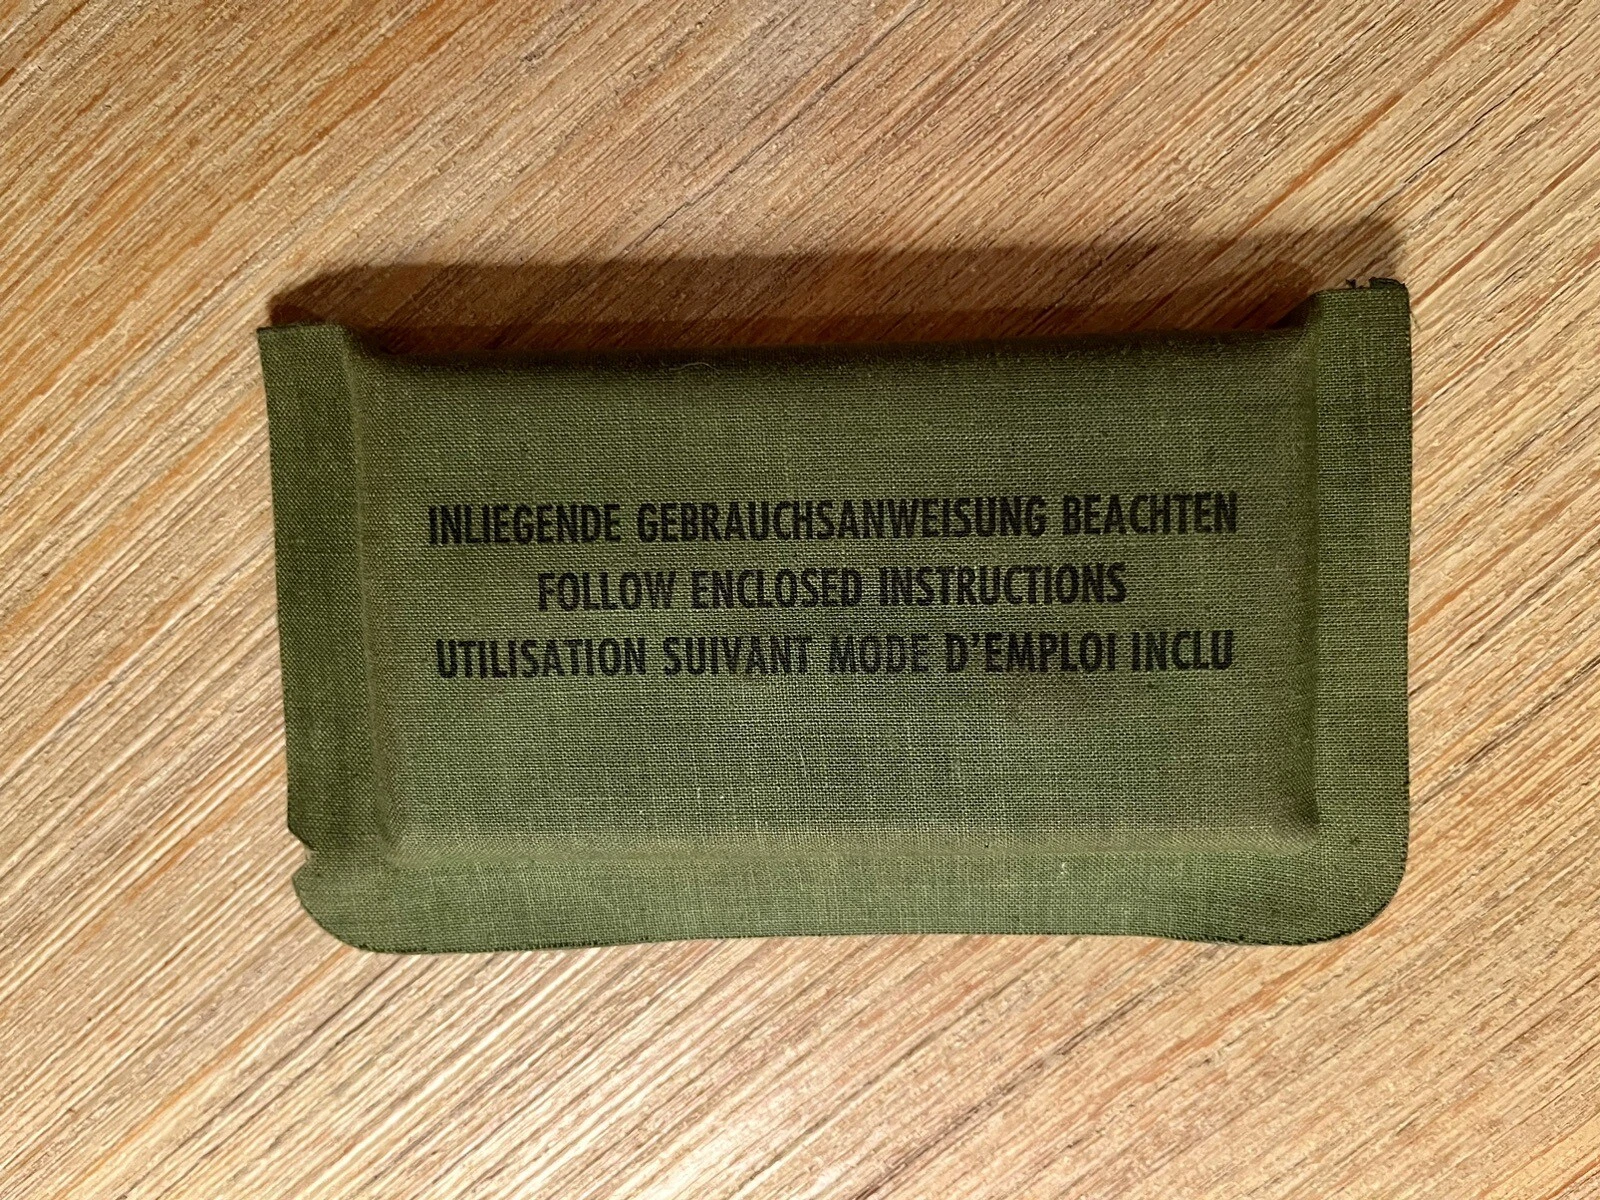 INLIEGENDE GEBRAUCHSANWEISUNG BEACHTEN
FOLLOW ENCLOSED INSTRUCTIONS
UTILISATION SUIVANT MODE D'EMPLOI INCLU